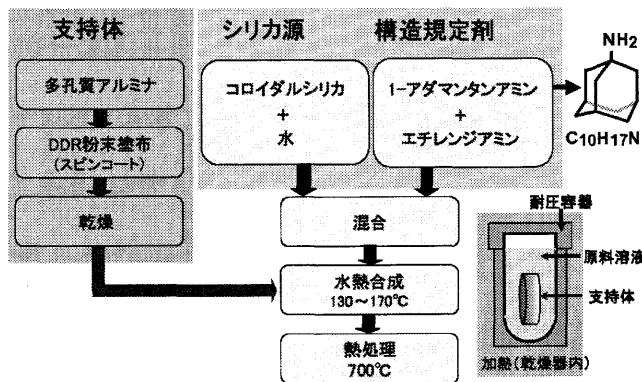 支持体
多孔質アルミナ
DDR粉末塗布
(スピンコート)
乾燥
シリカ源
構造規定剤
コロイダルシリカ
+
水
1-アダマンタンアミン
+
エチレンジアミン
NH2
C10H17N
混合
水熱合成
130～170℃
熱処理
700℃
耐圧容器
原料溶液
支持体
加熱(乾燥器内)